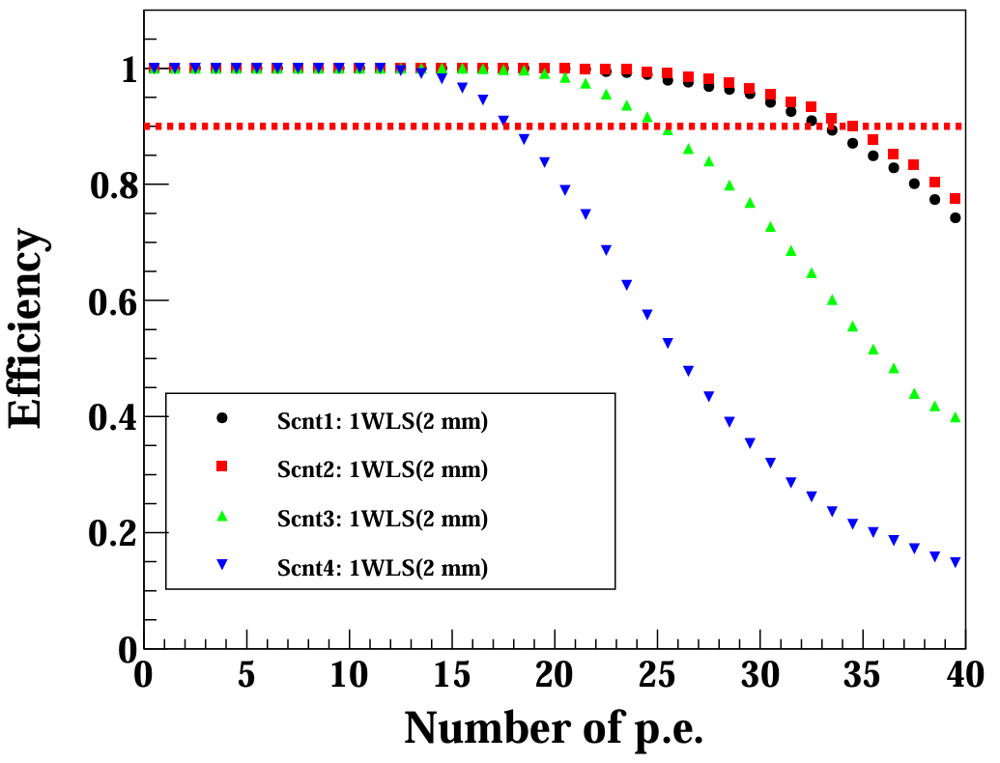 Efficiency
1
0.8
0.6
0.4
0.2
0
Scnt1: 1WLS(2 mm)
Scnt2: 1WLS(2 mm)
Scnt3: 1WLS(2 mm)
Scnt4: 1WLS(2 mm)
0 5 10 15 20 25 30 35 40
Number of p.e.